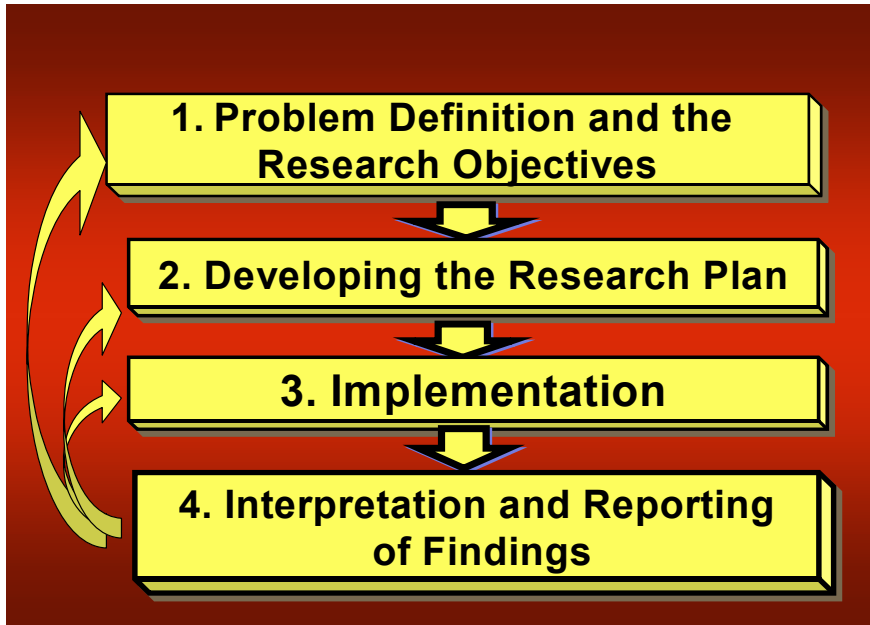 1. Problem Definition and the
Research Objectives
2. Developing the Research Plan
3. Implementation
4. Interpretation and Reporting
of Findings